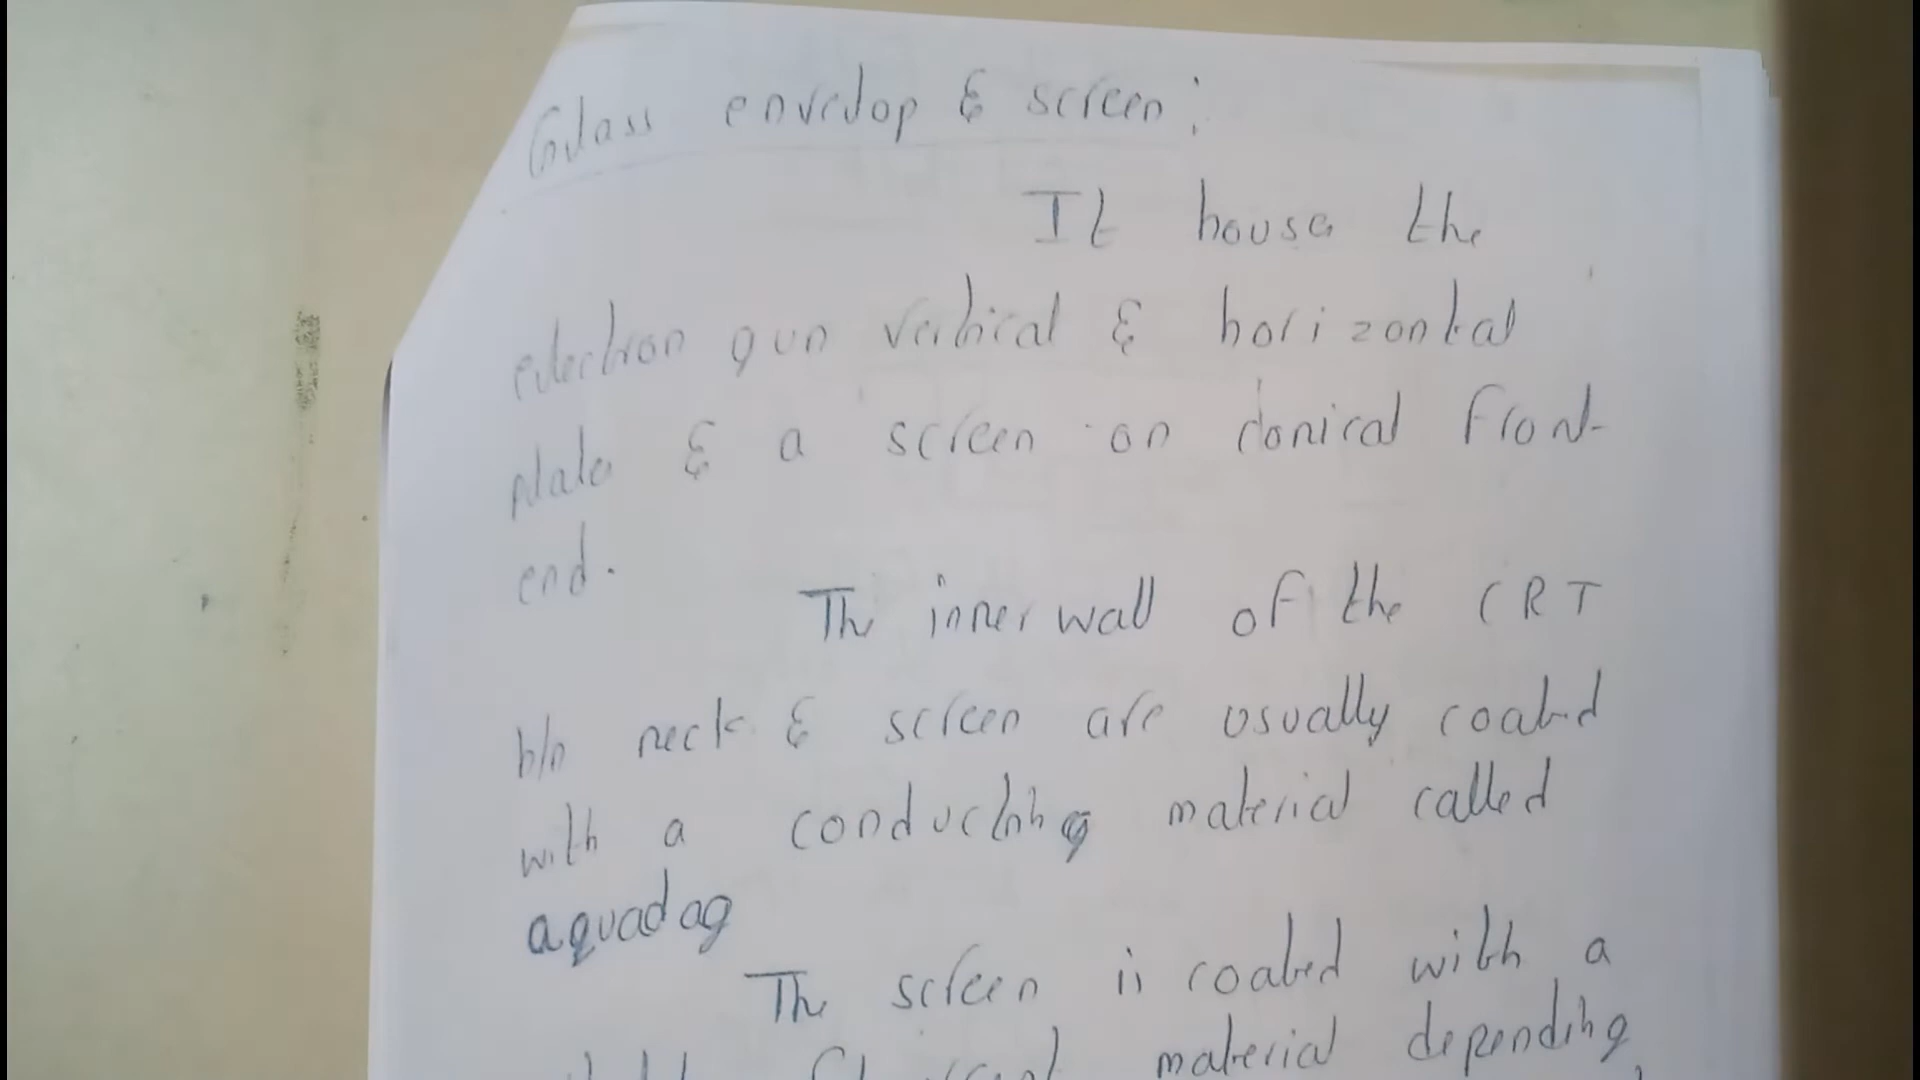 Glass envelop & screen:
It house the
electron gun vertical & horizontal
plate & a screen on conical front
end.
The inner wall of the CRT
b/n neck & screen are usually coated
with a conducting material called
aquadag
The screen is coated with a
material depending